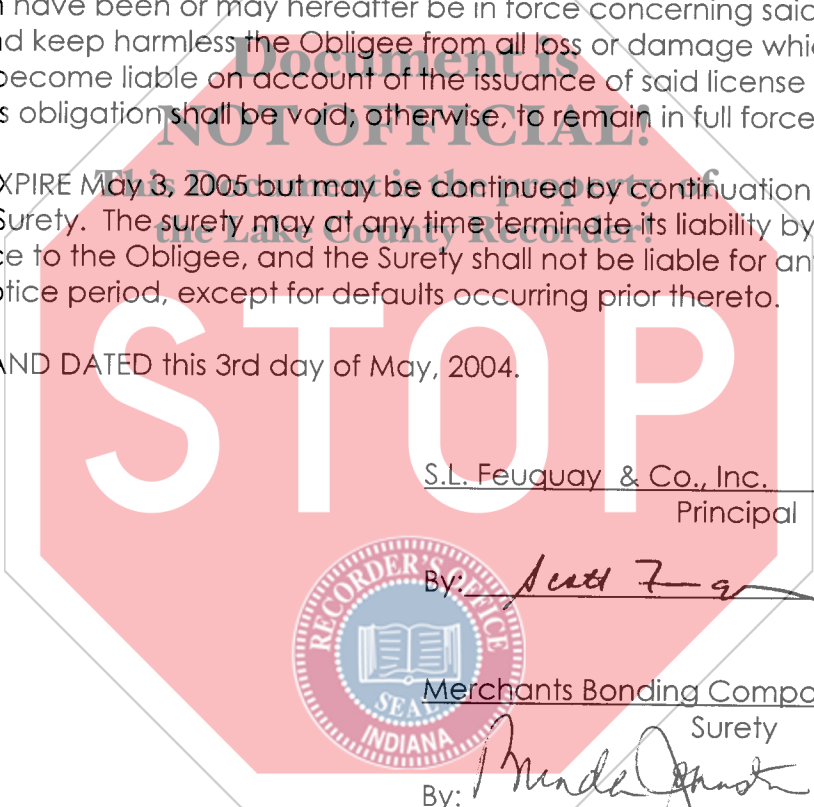 have been or may hereafter be in force concerning said
nd keep harmless the Obligee from all loss or damage whic
become liable on account of the issuance of said license
s obligation shall be void; otherwise, to remain in full force
XPIRE May 3, 2005 but may be continued by continuation
Surety. The surety may at any time terminate its liability by
ce to the Obligee, and the Surety shall not be liable for an
tice period, except for defaults occurring prior thereto.
AND DATED this 3rd day of May, 2004.
Document is
NOT OFFICIAL!
This Document is the property of
the Lake County Recorder!
STOP
S.L. Feuquay & Co., Inc.
Principal
By: Scott
RECORDER'S OFFICE
SEAL
INDIANA
Merchants Bonding Compa
Surety
By: Brenda Johnston